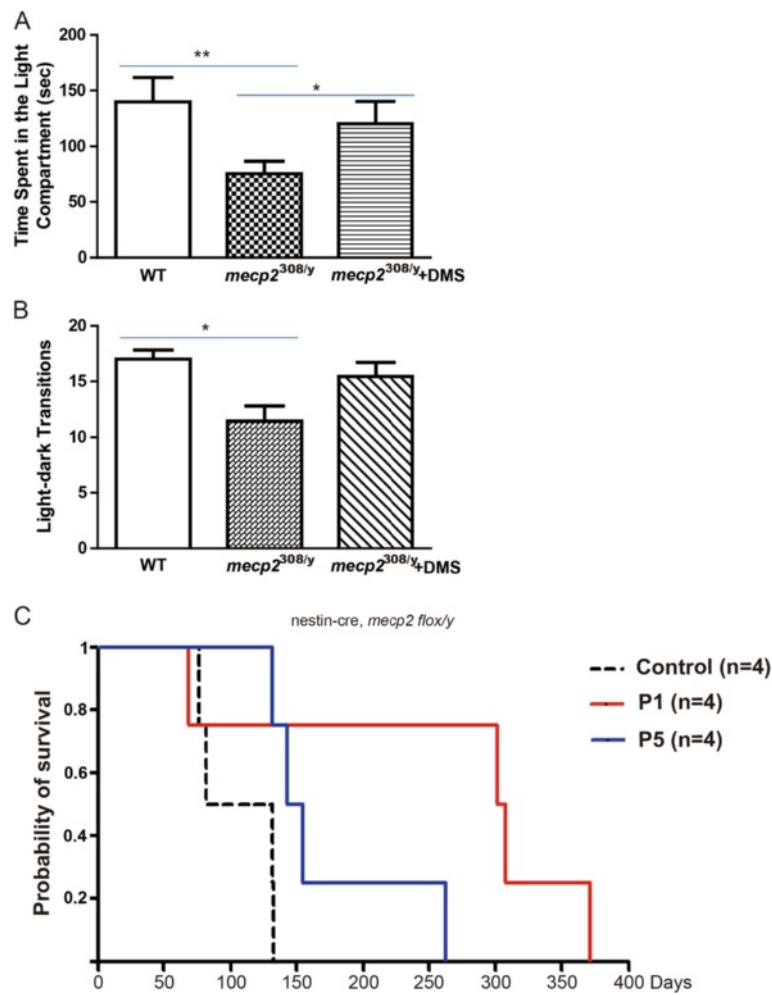 A
Time Spent in the Light
Compartment (sec)
200
150
100
50
0
**
*
WT
mecp2308/y
mecp2308/y+DMS
B
Light-dark Transitions
20
15
10
5
0
*
WT
mecp2308/y
mecp2308/y+DMS
C
nestin-cre, mecp2 flox/y
Probability of survival
1
0.8
0.6
0.4
0.2
0 50 100 150 200 250 300 350 400 Days
Control (n=4)
P1 (n=4)
P5 (n=4)